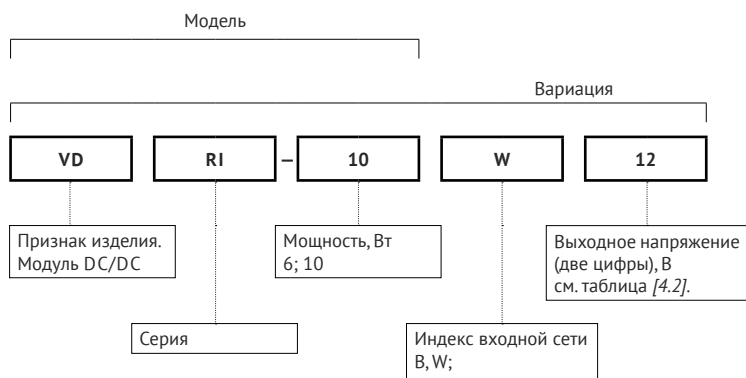 Модель
Вариация
VD RI – 10 W 12
Признак изделия.
Модуль DC/DC
Мощность, Вт
6; 10
Выходное напряжение
(две цифры), В
см. таблица [4.2].
Серия
Индекс входной сети
B, W;